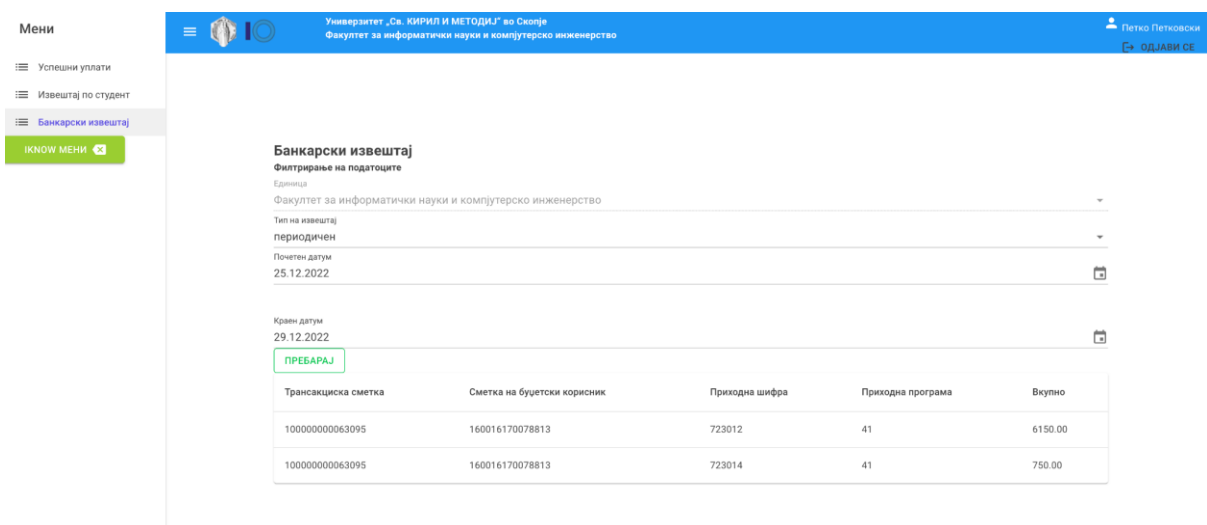 Мени
Успешни уплати
Извештај по студент
Банкарски извештај
IKNOW МЕНИ
Универзитет „Св. КИРИЛ И МЕТОДИЈ“ во Скопје
Факултет за информатички науки и компјутерско инженерство
Петко Петковски
ОДЈАВИ СЕ
Банкарски извештај
Филтрирање на податоците
Единица
Факултет за информатички науки и компјутерско инженерство
Тип на извештај
периодичен
Почетен датум
25.12.2022
Краен датум
29.12.2022
ПРЕБАРАЈ
Трансакциска сметка Сметка на буџетски корисник Приходна шифра Приходна програма Вкупно
100000000063095 160016170078813 723012 41 6150.00
100000000063095 160016170078813 723014 41 750.00